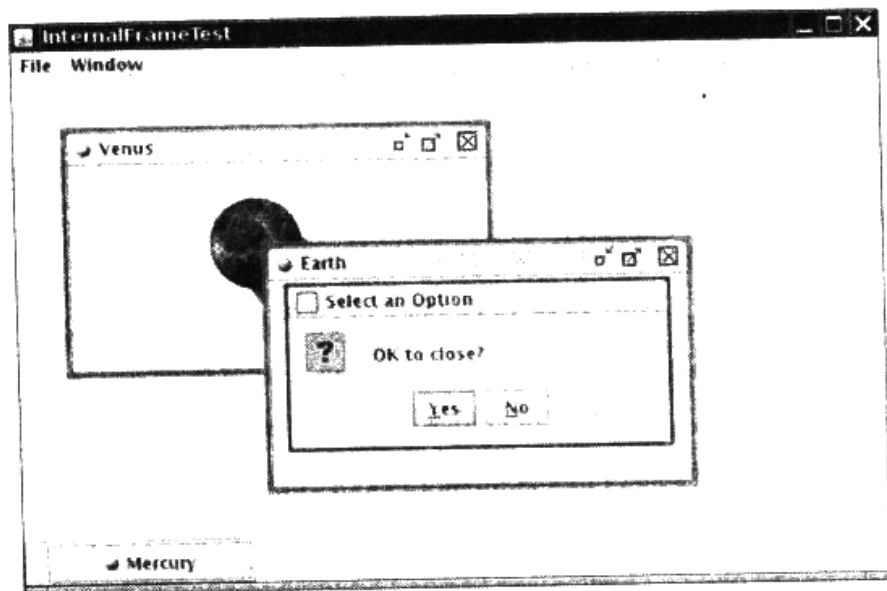 InternalFrameTest
File Window
Venus
Earth
Select an Option
?
OK to close?
Yes No
Mercury